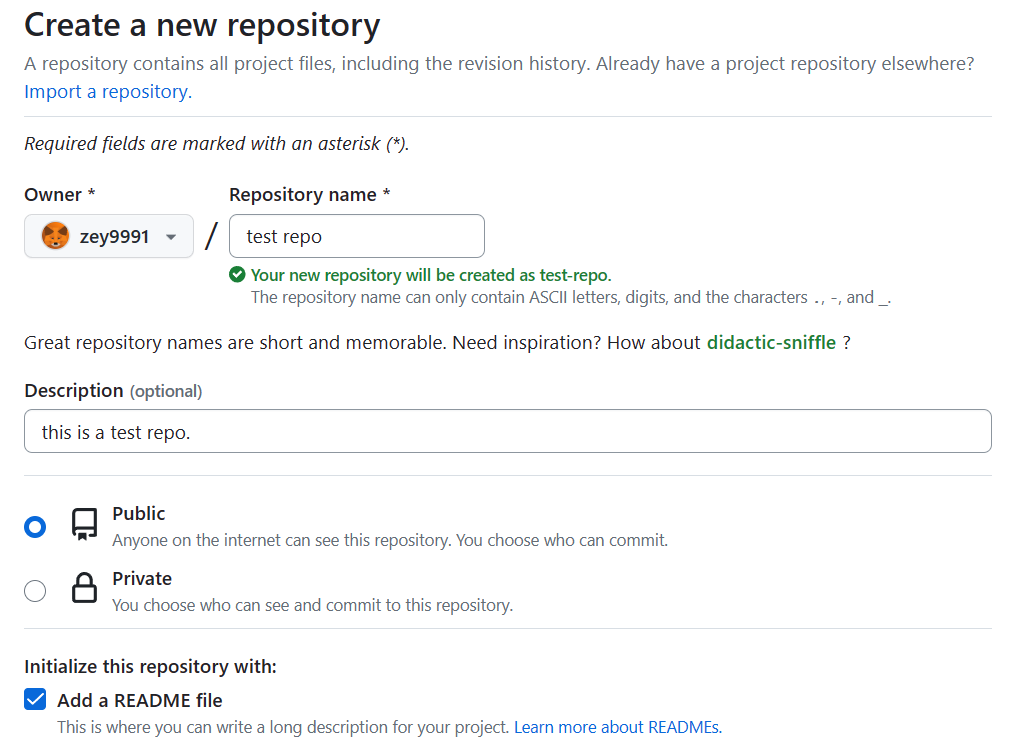 Create a new repository
A repository contains all project files, including the revision history. Already have a project repository elsewhere?
Import a repository.
Required fields are marked with an asterisk (*).
Owner * Repository name *
zey9991 / test repo
Your new repository will be created as test-repo.
The repository name can only contain ASCII letters, digits, and the characters ., -, and _.
Great repository names are short and memorable. Need inspiration? How about didactic-sniffle ?
Description (optional)
this is a test repo.
Public
Anyone on the internet can see this repository. You choose who can commit.
Private
You choose who can see and commit to this repository.
Initialize this repository with:
Add a README file
This is where you can write a long description for your project. Learn more about READMEs.